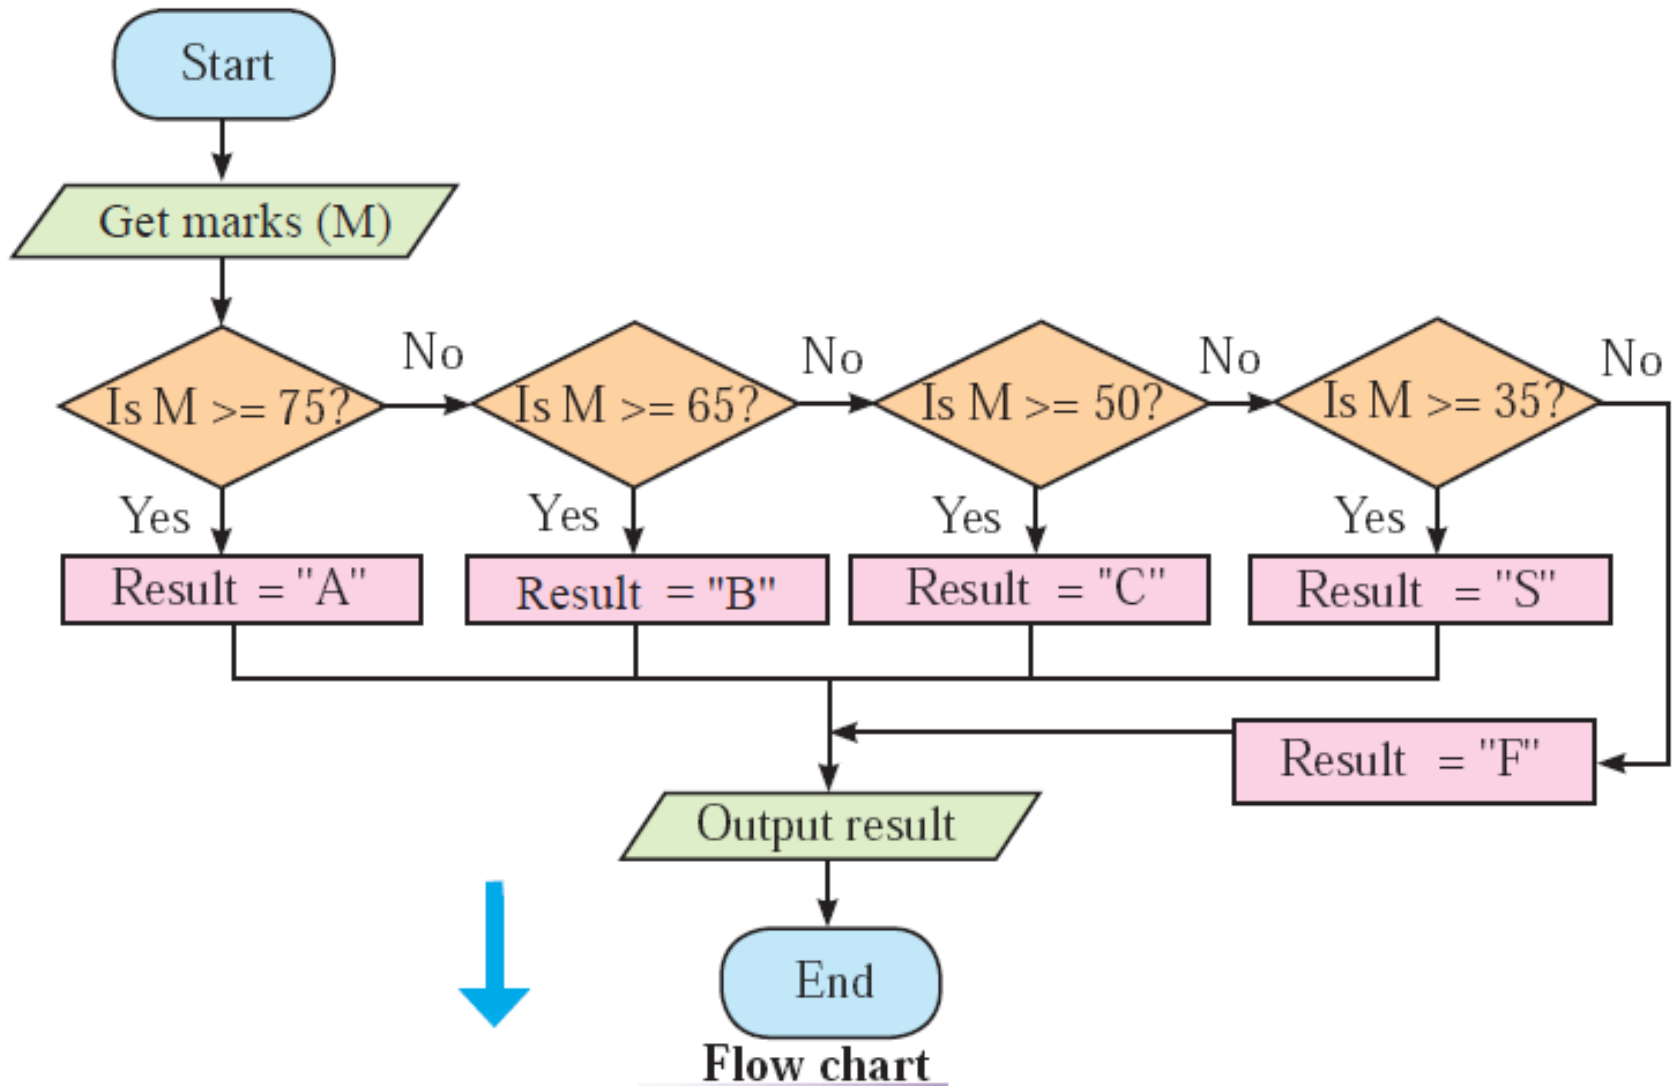 Start
Get marks (M)
Is M >= 75?
No
Is M >= 65?
No
Is M >= 50?
No
Is M >= 35?
No
Yes
Yes
Yes
Yes
Result = "A"
Result = "B"
Result = "C"
Result = "S"
Result = "F"
Output result
End
Flow chart